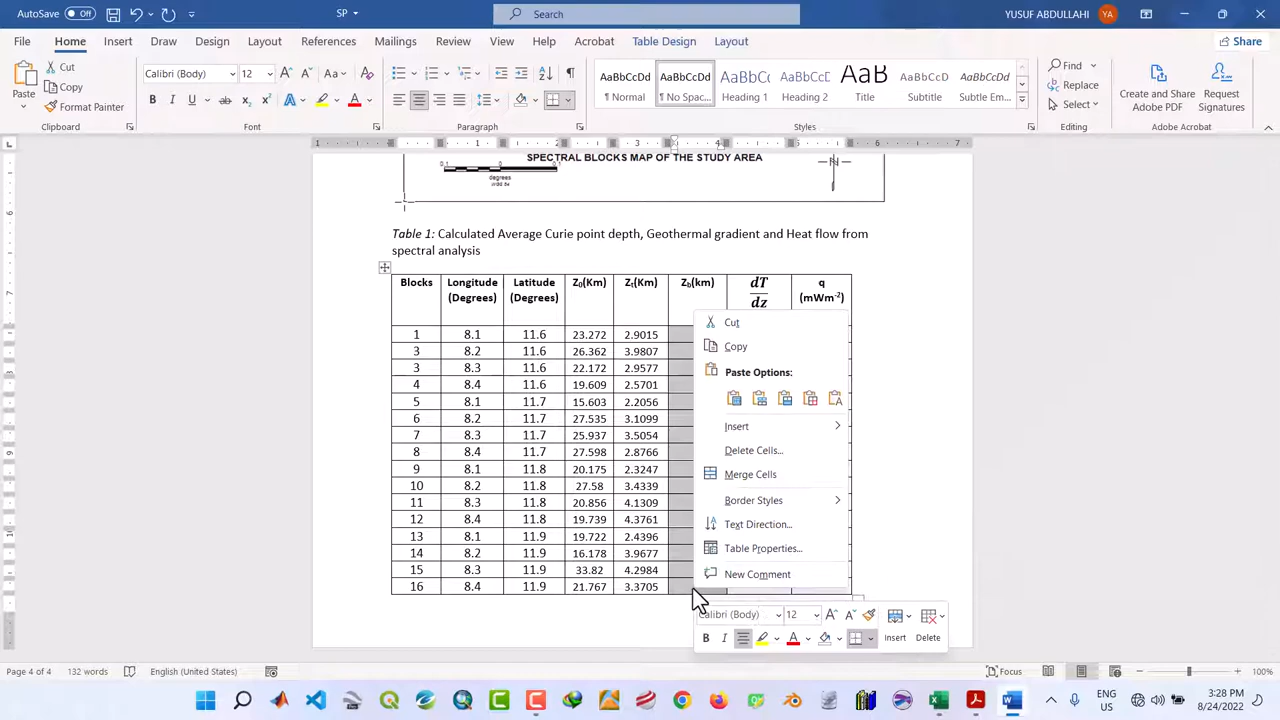 SP
Search
YUSUF ABDULLAHI
YA
File
Home
Insert
Draw
Design
Layout
References
Mailings
Review
View
Help
Acrobat
Table Design
Layout
Share
Paste
Cut
Copy
Format Painter
Clipboard
Calibri (Body)
12
Font
Paragraph
AaBbCcDd
¶ Normal
AaBbCcDd
¶ No Spac...
AaBbCc
Heading 1
AaBbCcDd
Heading 2
AaB
Title
AaBbCcD
Subtitle
AaBbCcDd
Subtle Em...
Styles
Find
Replace
Select
Editing
Create and Share
Adobe PDF
Request
Signatures
Adobe Acrobat
SPECTRAL BLOCKS MAP OF THE STUDY AREA
0.1 0 0.1
degrees
Table 1: Calculated Average Curie point depth, Geothermal gradient and Heat flow from
spectral analysis
Blocks Longitude (Degrees) Latitude (Degrees) Z0(Km) Zt(Km) Zb(km) dT/dz q (mWm-2)
1 8.1 11.6 23.272 2.9015
3 8.2 11.6 26.362 3.9807
3 8.3 11.6 22.172 2.9577
4 8.4 11.6 19.609 2.5701
5 8.1 11.7 15.603 2.2056
6 8.2 11.7 27.535 3.1099
7 8.3 11.7 25.937 3.5054
8 8.4 11.7 27.598 2.8766
9 8.1 11.8 20.175 2.3247
10 8.2 11.8 27.58 3.4339
11 8.3 11.8 20.856 4.1309
12 8.4 11.8 19.739 4.3761
13 8.1 11.9 19.722 2.4396
14 8.2 11.9 16.178 3.9677
15 8.3 11.9 33.82 4.2984
16 8.4 11.9 21.767 3.3705
Cut
Copy
Paste Options:
Insert
Delete Cells...
Merge Cells
Border Styles
Text Direction...
Table Properties...
New Comment
Calibri (Body)
12
Insert
Delete
Page 4 of 4
132 words
English (United States)
Focus
100%
ENG
US
3:28 PM
8/24/2022